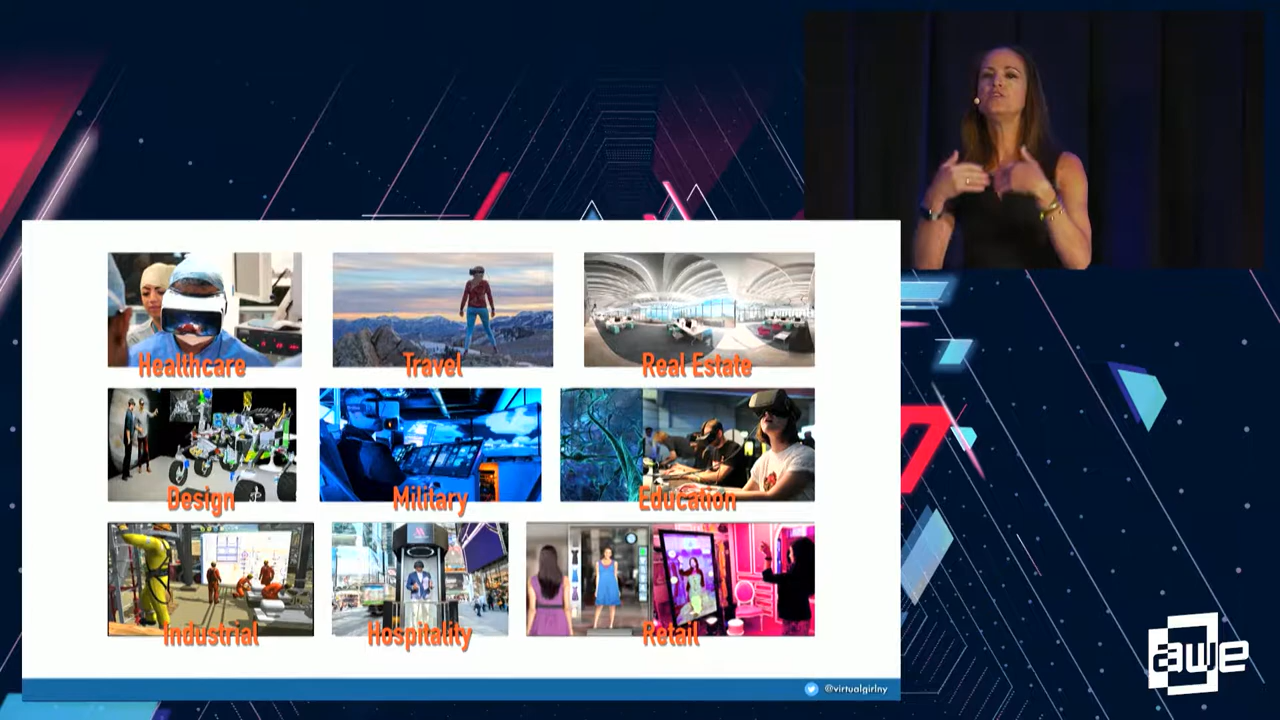 Healthcare
Travel
Real Estate
Design
Military
Education
Industrial
Hospitality
Retail
@virtualgirlny
awe